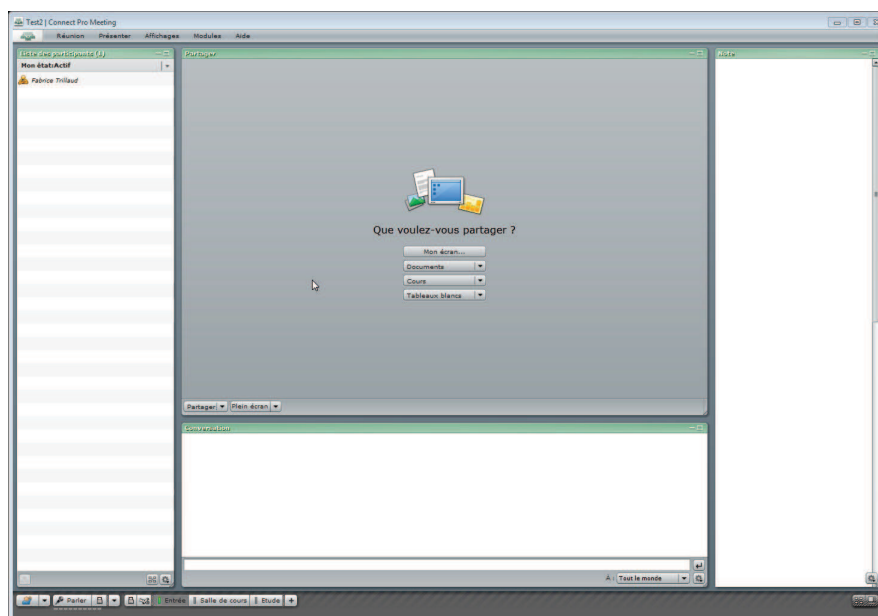 Test2 | Connect Pro Meeting
Réunion Présenter Affichages Modules Aide
Liste des participants (1)
Mon état:Actif
Fabrice Trillaud
Partager
Que voulez-vous partager ?
Mon écran...
Documents
Cours
Tableaux blancs
Partager Plein écran
Conversation
À : Tout le monde
Note
Parler Entrée Salle de cours Etude +